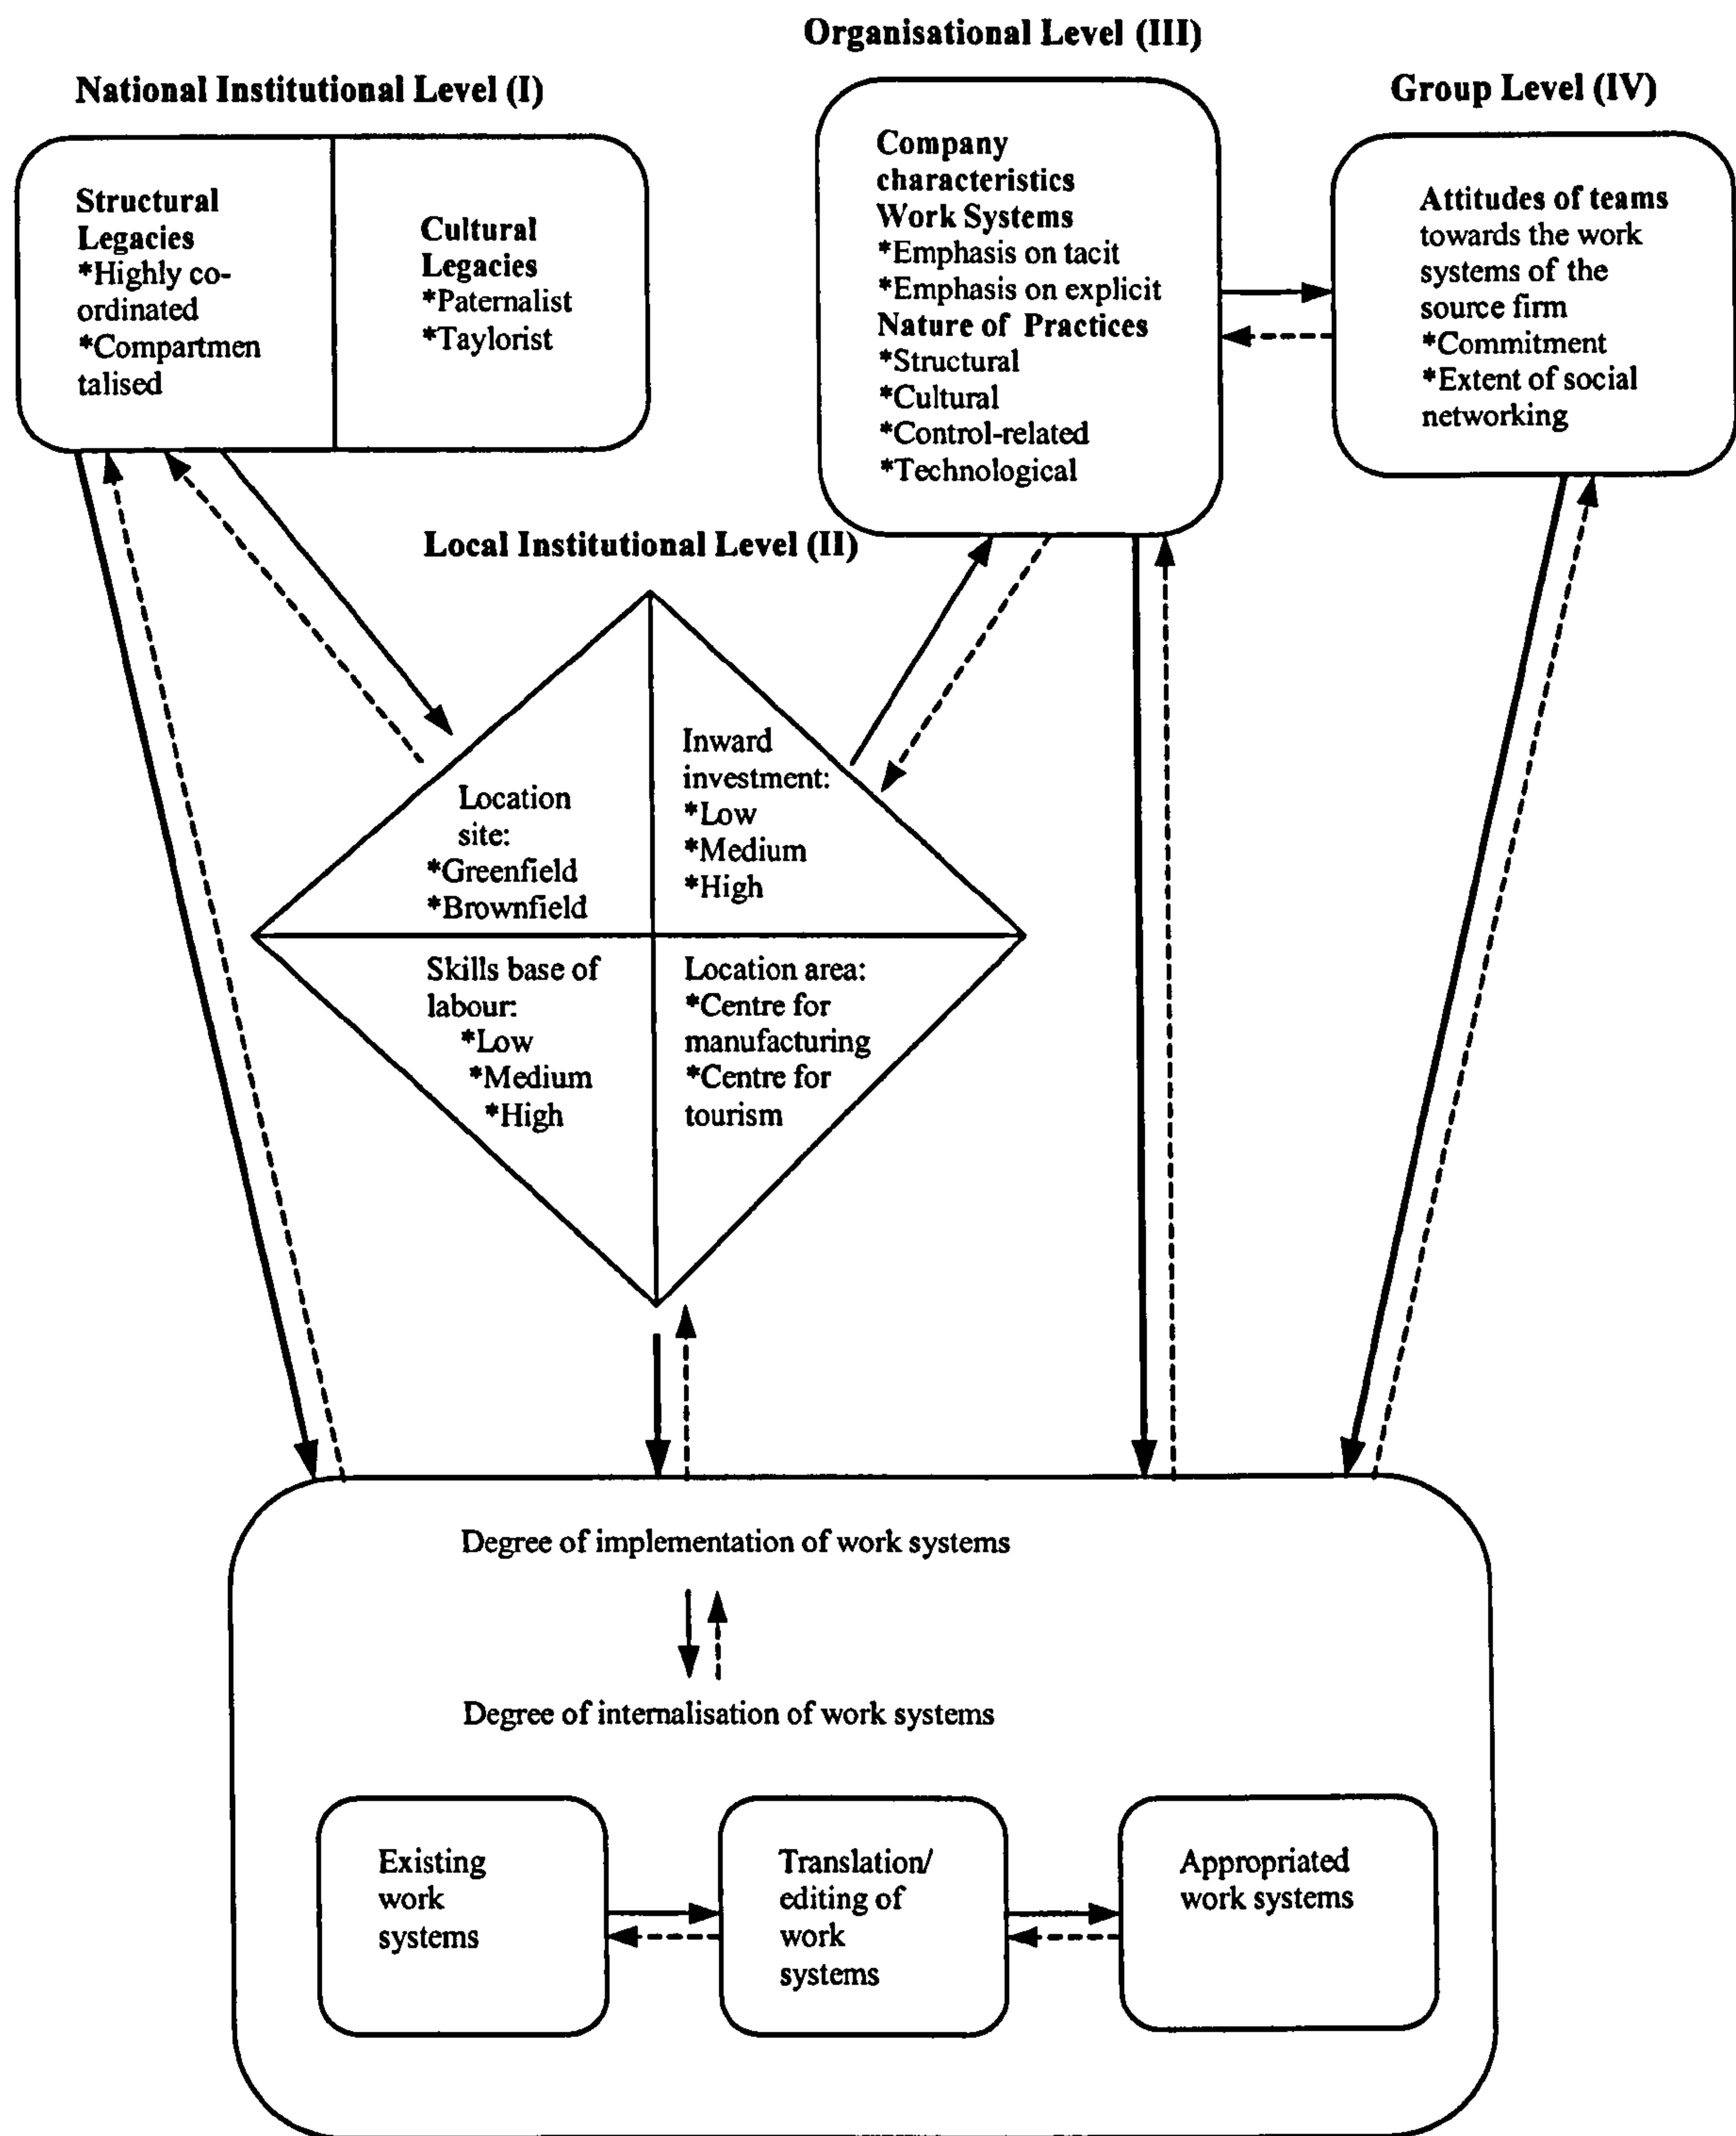 Organisational Level (III)
National Institutional Level (I)
Group Level (IV)
Structural
Legacies
*Highly co-
ordinated
*Compartmen
talised
Cultural
Legacies
*Paternalist
*Taylorist
Company
characteristics
Work Systems
*Emphasis on tacit
*Emphasis on explicit
Nature of Practices
*Structural
*Cultural
*Control-related
*Technological
Attitudes of teams
towards the work
systems of the
source firm
*Commitment
*Extent of social
networking
Local Institutional Level (II)
Location
site:
*Greenfield
*Brownfield
Inward
investment:
*Low
*Medium
*High
Skills base of
labour:
*Low
*Medium
*High
Location area:
*Centre for
manufacturing
*Centre for
tourism
Degree of implementation of work systems
Degree of internalisation of work systems
Existing
work
systems
Translation/
editing of
work
systems
Appropriated
work systems